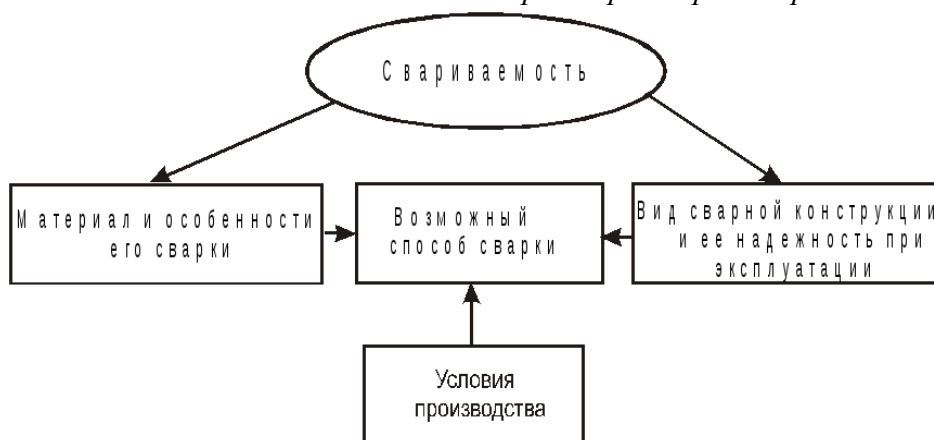 Свариваемость
Материал и особенности
его сварки
Возможный
способ сварки
Вид сварной конструкции
и ее надежность при
эксплуатации
Условия
производства